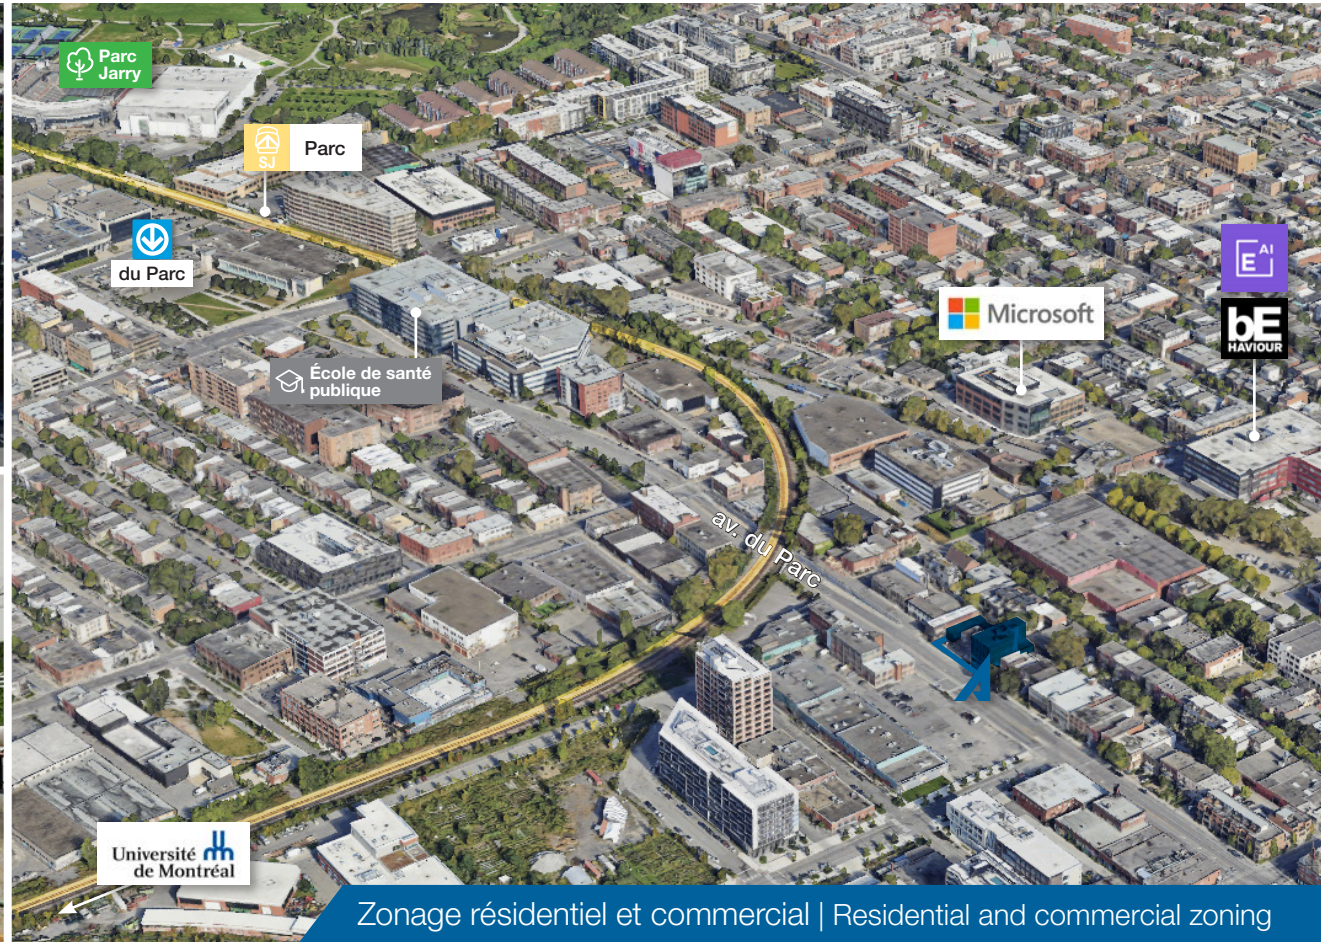 Parc
Jarry
SJ
Parc
du Parc
École de santé
publique
Microsoft
E AI
bE
HAVIOUR
av. du Parc
Université
de Montréal
Zonage résidentiel et commercial | Residential and commercial zoning